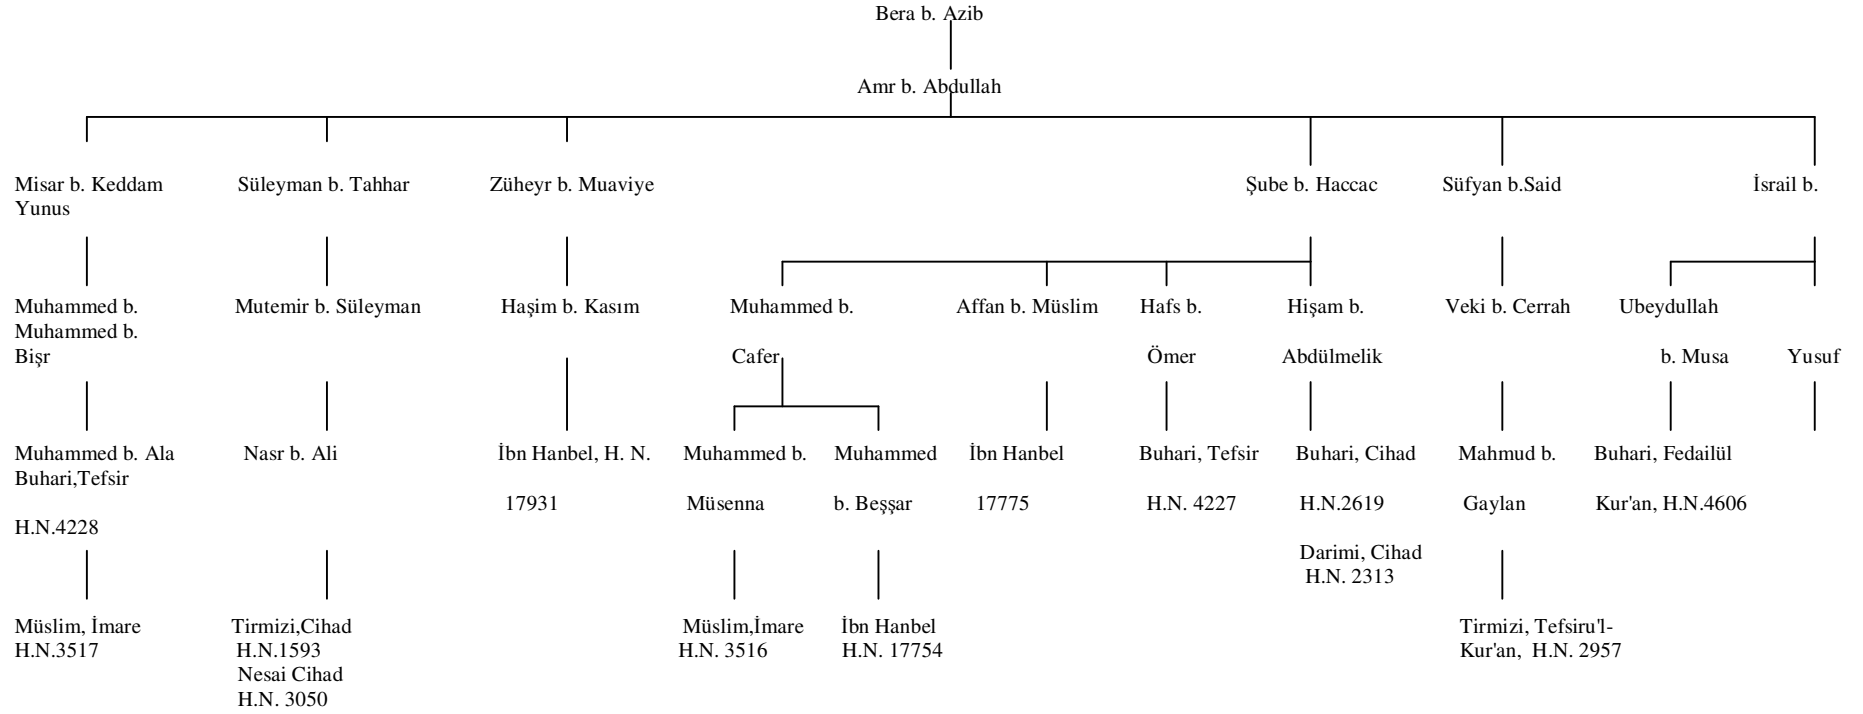 Bera b. Azib
Amr b. Abdullah
Misar b. Keddam Süleyman b. Tahhar Züheyr b. Muaviye Şube b. Haccac Süfyan b.Said İsrail b.
Yunus
Muhammed b. Mutemir b. Süleyman Haşim b. Kasım Muhammed b. Affan b. Müslim Hafs b. Hişam b. Veki b. Cerrah Ubeydullah
Muhammed b.
Bişr Cafer Ömer Abdülmelik b. Musa Yusuf
Muhammed b. Ala Nasr b. Ali İbn Hanbel, H. N. Muhammed b. Muhammed İbn Hanbel Buhari, Tefsir Buhari, Cihad Mahmud b. Buhari, Fedailül
Buhari,Tefsir
17931 Müsenna b. Beşşar 17775 H.N. 4227 H.N.2619 Gaylan Kur'an, H.N.4606
H.N.4228
Darimi, Cihad
H.N. 2313
Müslim, İmare Tirmizi,Cihad Müslim,İmare İbn Hanbel Tirmizi, Tefsiru'l-
H.N.3517 H.N.1593 H.N. 3516 H.N. 17754 Kur'an, H.N. 2957
Nesai Cihad
H.N. 3050